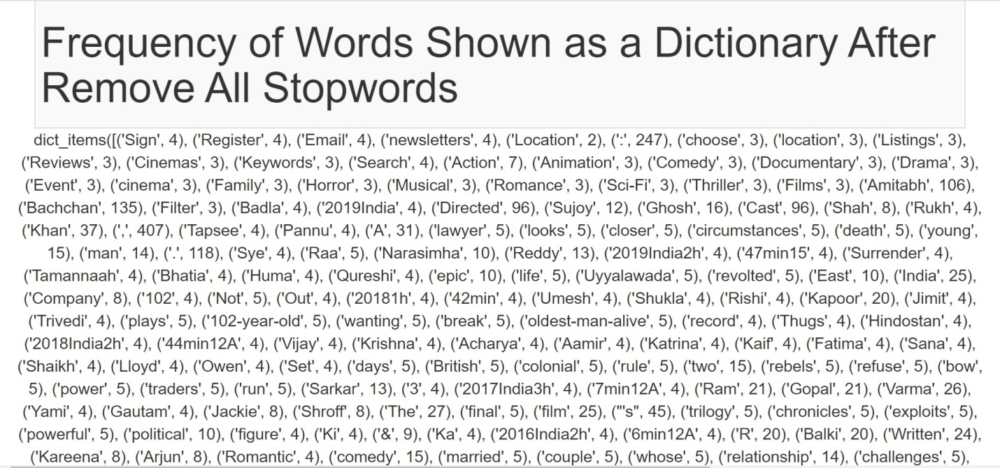 Frequency of Words Shown as a Dictionary After
Remove All Stopwords
dict_items([('Sign', 4), ('Register', 4), ('Email', 4), ('newsletters', 4), ('Location', 2), (':', 247), ('choose', 3), ('location', 3), ('Listings', 3),
('Reviews', 3), ('Cinemas', 3), ('Keywords', 3), ('Search', 4), ('Action', 7), ('Animation', 3), ('Comedy', 3), ('Documentary', 3), ('Drama', 3),
('Event', 3), ('cinema', 3), ('Family', 3), ('Horror', 3), ('Musical', 3), ('Romance', 3), ('Sci-Fi', 3), ('Thriller', 3), ('Films', 3), ('Amitabh', 106),
('Bachchan', 135), ('Filter', 3), ('Badla', 4), ('2019India', 4), ('Directed', 96), ('Sujoy', 12), ('Ghosh', 16), ('Cast', 96), ('Shah', 8), ('Rukh', 4),
('Khan', 37), (',', 407), ('Tapsee', 4), ('Pannu', 4), ('A', 31), ('lawyer', 5), ('looks', 5), ('closer', 5), ('circumstances', 5), ('death', 5), ('young',
15), ('man', 14), ('.', 118), ('Sye', 4), ('Raa', 5), ('Narasimha', 10), ('Reddy', 13), ('2019India2h', 4), ('47min15', 4), ('Surrender', 4),
('Tamannaah', 4), ('Bhatia', 4), ('Huma', 4), ('Qureshi', 4), ('epic', 10), ('life', 5), ('Uyyalawada', 5), ('revolted', 5), ('East', 10), ('India', 25),
('Company', 8), ('102', 4), ('Not', 5), ('Out', 4), ('20181h', 4), ('42min', 4), ('Umesh', 4), ('Shukla', 4), ('Rishi', 4), ('Kapoor', 20), ('Jimit', 4),
('Trivedi', 4), ('plays', 5), ('102-year-old', 5), ('wanting', 5), ('break', 5), ('oldest-man-alive', 5), ('record', 4), ('Thugs', 4), ('Hindostan', 4),
('2018India2h', 4), ('44min12A', 4), ('Vijay', 4), ('Krishna', 4), ('Acharya', 4), ('Aamir', 4), ('Katrina', 4), ('Kaif', 4), ('Fatima', 4), ('Sana', 4),
('Shaikh', 4), ('Lloyd', 4), ('Owen', 4), ('Set', 4), ('days', 5), ('British', 5), ('colonial', 5), ('rule', 5), ('two', 15), ('rebels', 5), ('refuse', 5), ('bow',
5), ('power', 5), ('traders', 5), ('run', 5), ('Sarkar', 13), ('3', 4), ('2017India3h', 4), ('7min12A', 4), ('Ram', 21), ('Gopal', 21), ('Varma', 26),
('Yami', 4), ('Gautam', 4), ('Jackie', 8), ('Shroff', 8), ('The', 27), ('final', 5), ('film', 25), ("'s", 45), ('trilogy', 5), ('chronicles', 5), ('exploits', 5),
('powerful', 5), ('political', 10), ('figure', 4), ('Ki', 4), ('&', 9), ('Ka', 4), ('2016India2h', 4), ('6min12A', 4), ('R', 20), ('Balki', 20), ('Written', 24),
('Kareena', 8), ('Arjun', 8), ('Romantic', 4), ('comedy', 15), ('married', 5), ('couple', 5), ('whose', 5), ('relationship', 14), ('challenges', 5),